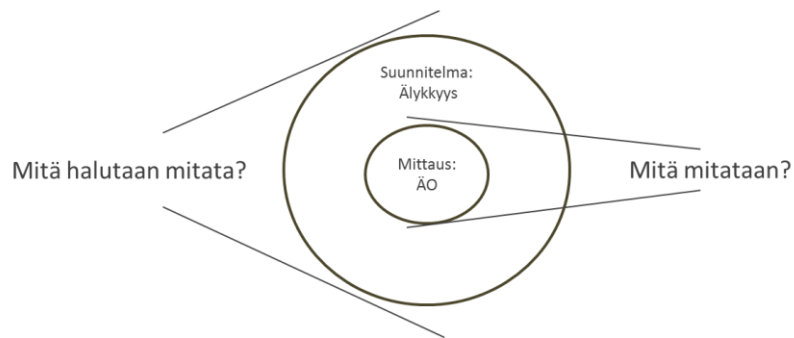 Suunnitelma:
Älykkyys
Mitä halutaan mitata?
Mittaus:
ÄO
Mitä mitataan?